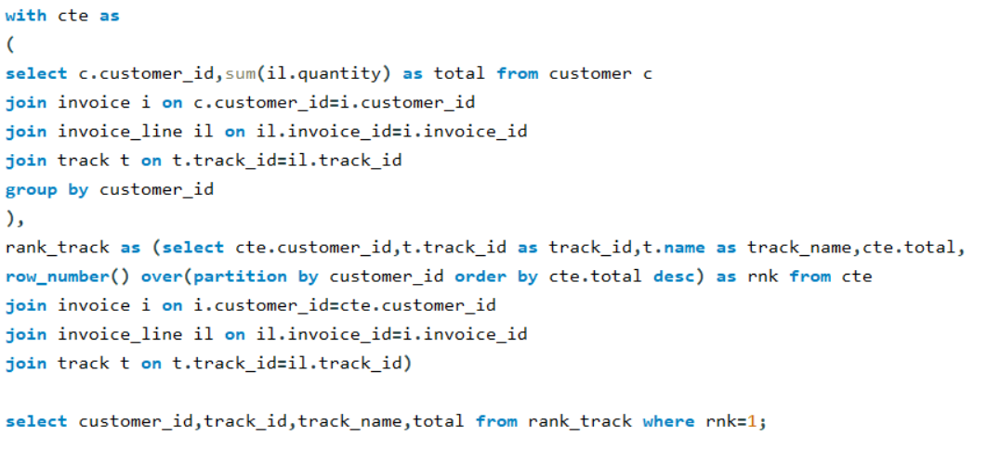 with cte as
(
select c.customer_id,sum(il.quantity) as total from customer c
join invoice i on c.customer_id=i.customer_id
join invoice_line il on il.invoice_id=i.invoice_id
join track t on t.track_id=il.track_id
group by customer_id
),
rank_track as (select cte.customer_id,t.track_id as track_id,t.name as track_name,cte.total,
row_number() over(partition by customer_id order by cte.total desc) as rnk from cte
join invoice i on i.customer_id=cte.customer_id
join invoice_line il on il.invoice_id=i.invoice_id
join track t on t.track_id=il.track_id)
select customer_id,track_id,track_name,total from rank_track where rnk=1;